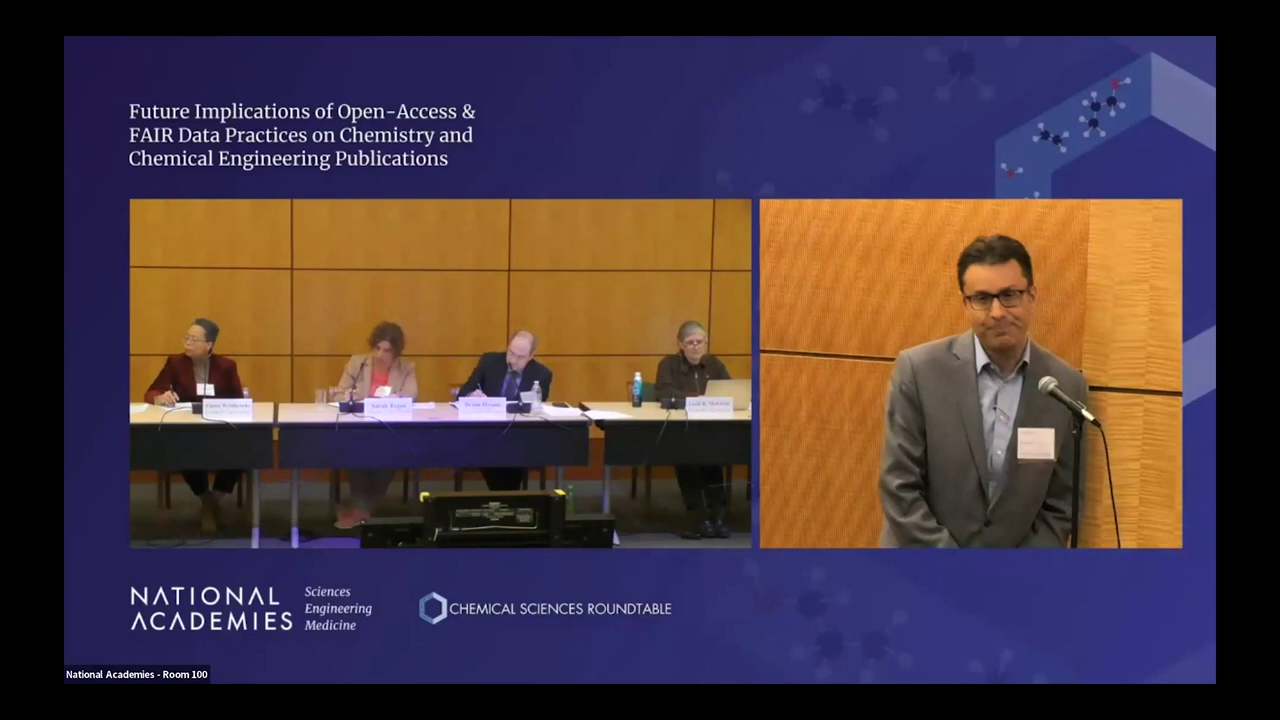 Future Implications of Open-Access &
FAIR Data Practices on Chemistry and
Chemical Engineering Publications
NATIONAL
ACADEMIES
Sciences
Engineering
Medicine
CHEMICAL SCIENCES ROUNDTABLE
National Academies - Room 100